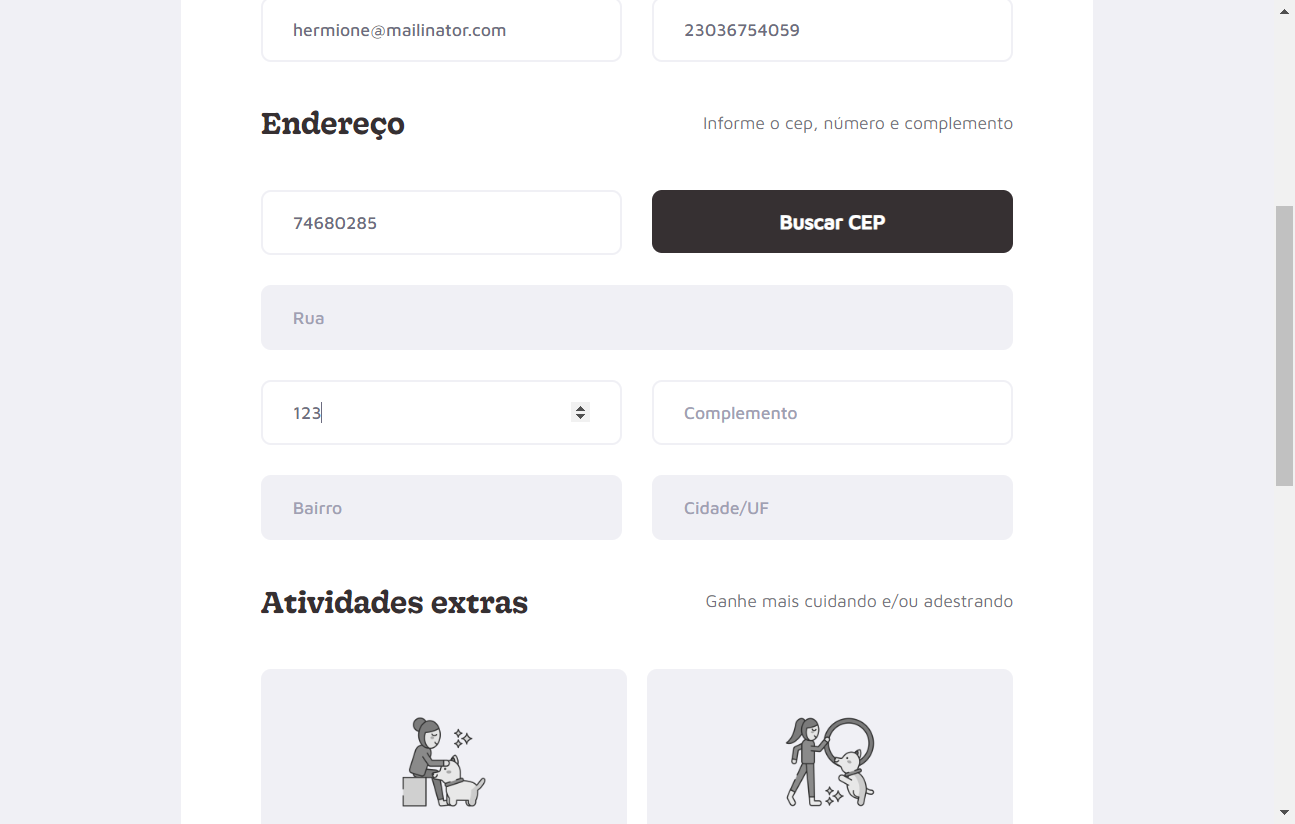 hermione@mailinator.com
23036754059
Endereço
Informe o cep, número e complemento
74680285
Buscar CEP
Rua
123
Complemento
Bairro
Cidade/UF
Atividades extras
Ganhe mais cuidando e/ou adestrando